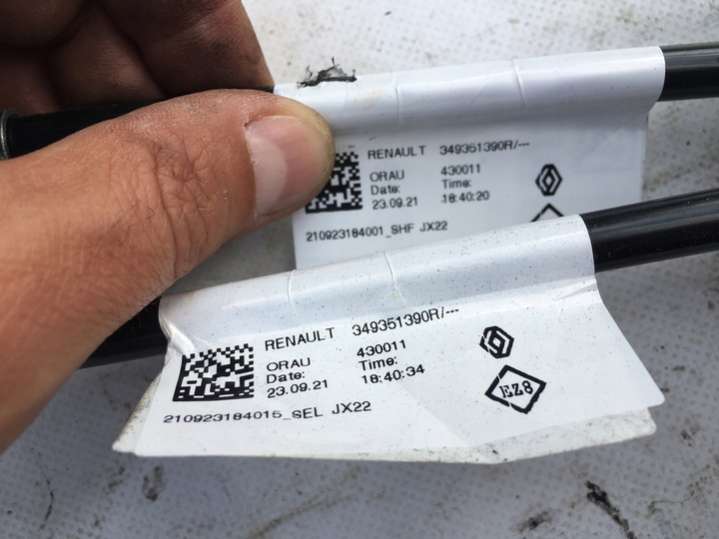 RENAULT 349351390R/---
ORAU 430011
Date: Time:
23.09.21 18:40:20
210923184001_SHF JX22
RENAULT 349351390R/---
ORAU 430011
Date: Time:
23.09.21 18:40:34
210923184015_SEL JX22
EZ8